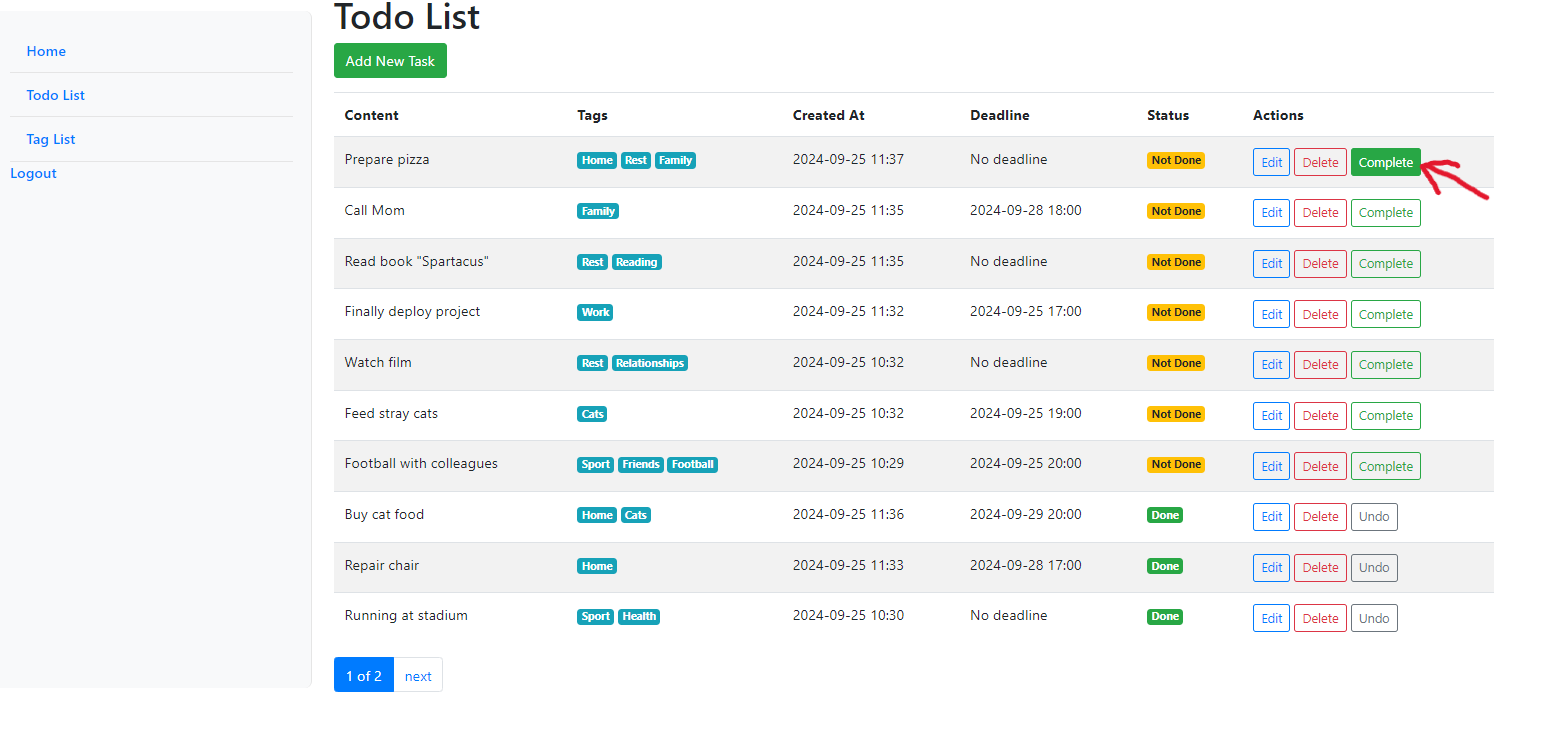 Todo List
Home
Todo List
Tag List
Logout
Add New Task
Content Tags Created At Deadline Status Actions
Prepare pizza Home Rest Family 2024-09-25 11:37 No deadline Not Done Edit Delete Complete
Call Mom Family 2024-09-25 11:35 2024-09-28 18:00 Not Done Edit Delete Complete
Read book "Spartacus" Rest Reading 2024-09-25 11:35 No deadline Not Done Edit Delete Complete
Finally deploy project Work 2024-09-25 11:32 2024-09-25 17:00 Not Done Edit Delete Complete
Watch film Rest Relationships 2024-09-25 10:32 No deadline Not Done Edit Delete Complete
Feed stray cats Cats 2024-09-25 10:32 2024-09-25 19:00 Not Done Edit Delete Complete
Football with colleagues Sport Friends Football 2024-09-25 10:29 2024-09-25 20:00 Not Done Edit Delete Complete
Buy cat food Home Cats 2024-09-25 11:36 2024-09-29 20:00 Done Edit Delete Undo
Repair chair Home 2024-09-25 11:33 2024-09-28 17:00 Done Edit Delete Undo
Running at stadium Sport Health 2024-09-25 10:30 No deadline Done Edit Delete Undo
1 of 2 next